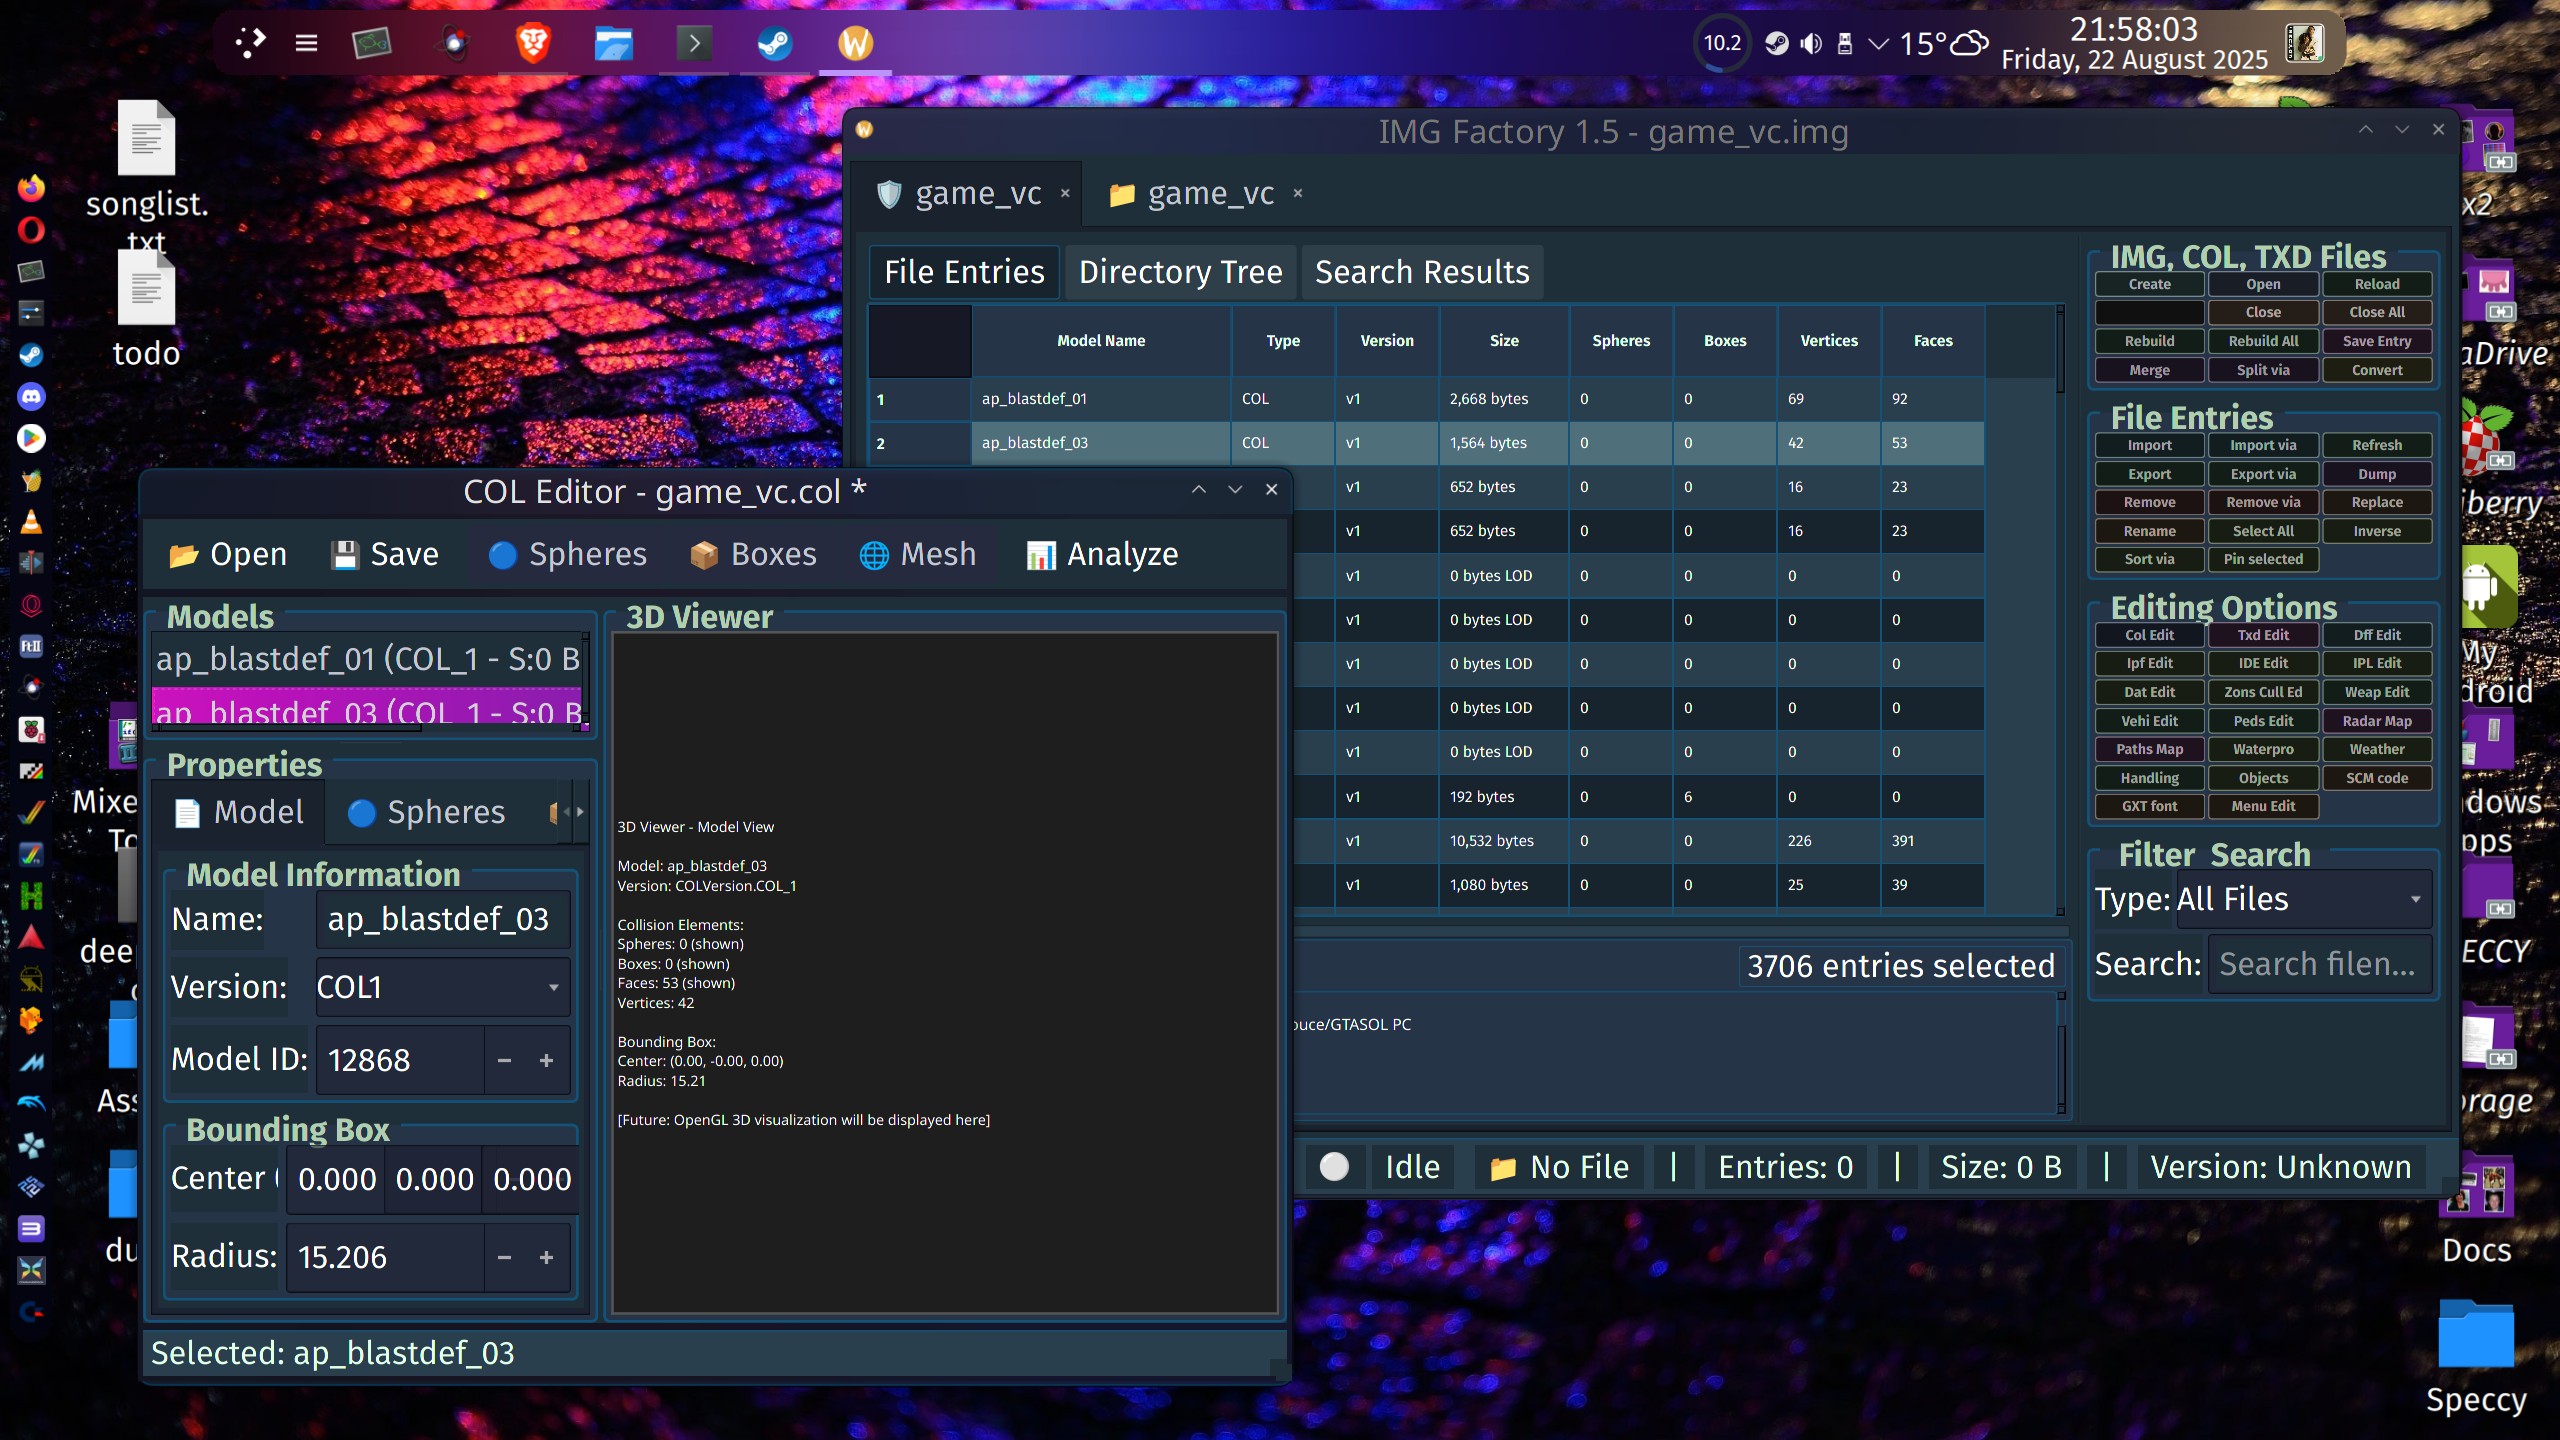 10.2
15°
21:58:03
Friday, 22 August 2025
songlist.
txt
todo
IMG Factory 1.5 - game_vc.img
game_vc ×
game_vc ×
File Entries
Directory Tree
Search Results
Model Name Type Version Size Spheres Boxes Vertices Faces
1 ap_blastdef_01 COL v1 2,668 bytes 0 0 69 92
2 ap_blastdef_03 COL v1 1,564 bytes 0 0 42 53
v1 652 bytes 0 0 16 23
v1 652 bytes 0 0 16 23
v1 0 bytes LOD 0 0 0 0
v1 0 bytes LOD 0 0 0 0
v1 0 bytes LOD 0 0 0 0
v1 0 bytes LOD 0 0 0 0
v1 0 bytes LOD 0 0 0 0
v1 192 bytes 0 6 0 0
v1 10,532 bytes 0 0 226 391
v1 1,080 bytes 0 0 25 39
3706 entries selected
ouce/GTASOL PC
Idle
No File | Entries: 0 | Size: 0 B | Version: Unknown
IMG, COL, TXD Files
Create Open Reload
Close Close All
Rebuild Rebuild All Save Entry
Merge Split via Convert
File Entries
Import Import via Refresh
Export Export via Dump
Remove Remove via Replace
Rename Select All Inverse
Sort via Pin selected
Editing Options
Col Edit Txd Edit Dff Edit
Ipf Edit IDE Edit IPL Edit
Dat Edit Zons Cull Ed Weap Edit
Vehi Edit Peds Edit Radar Map
Paths Map Waterpro Weather
Handling Objects SCM code
GXT font Menu Edit
Filter Search
Type: All Files
Search: Search filen...
COL Editor - game_vc.col *
Open
Save
Spheres
Boxes
Mesh
Analyze
Models
ap_blastdef_01 (COL_1 - S:0 B
ap_blastdef_03 (COL_1 - S:0 B
Properties
Model
Spheres
Model Information
Name: ap_blastdef_03
Version: COL1
Model ID: 12868 − +
Bounding Box
Center ( 0.000 0.000 0.000
Radius: 15.206 − +
3D Viewer
3D Viewer - Model View
Model: ap_blastdef_03
Version: COLVersion.COL_1
Collision Elements:
Spheres: 0 (shown)
Boxes: 0 (shown)
Faces: 53 (shown)
Vertices: 42
Bounding Box:
Center: (0.00, -0.00, 0.00)
Radius: 15.21
[Future: OpenGL 3D visualization will be displayed here]
Selected: ap_blastdef_03
Mixe
To
dee
Ass
du
x2
aDrive
berry
My
droid
dows
pps
ECCY
orage
Docs
Speccy